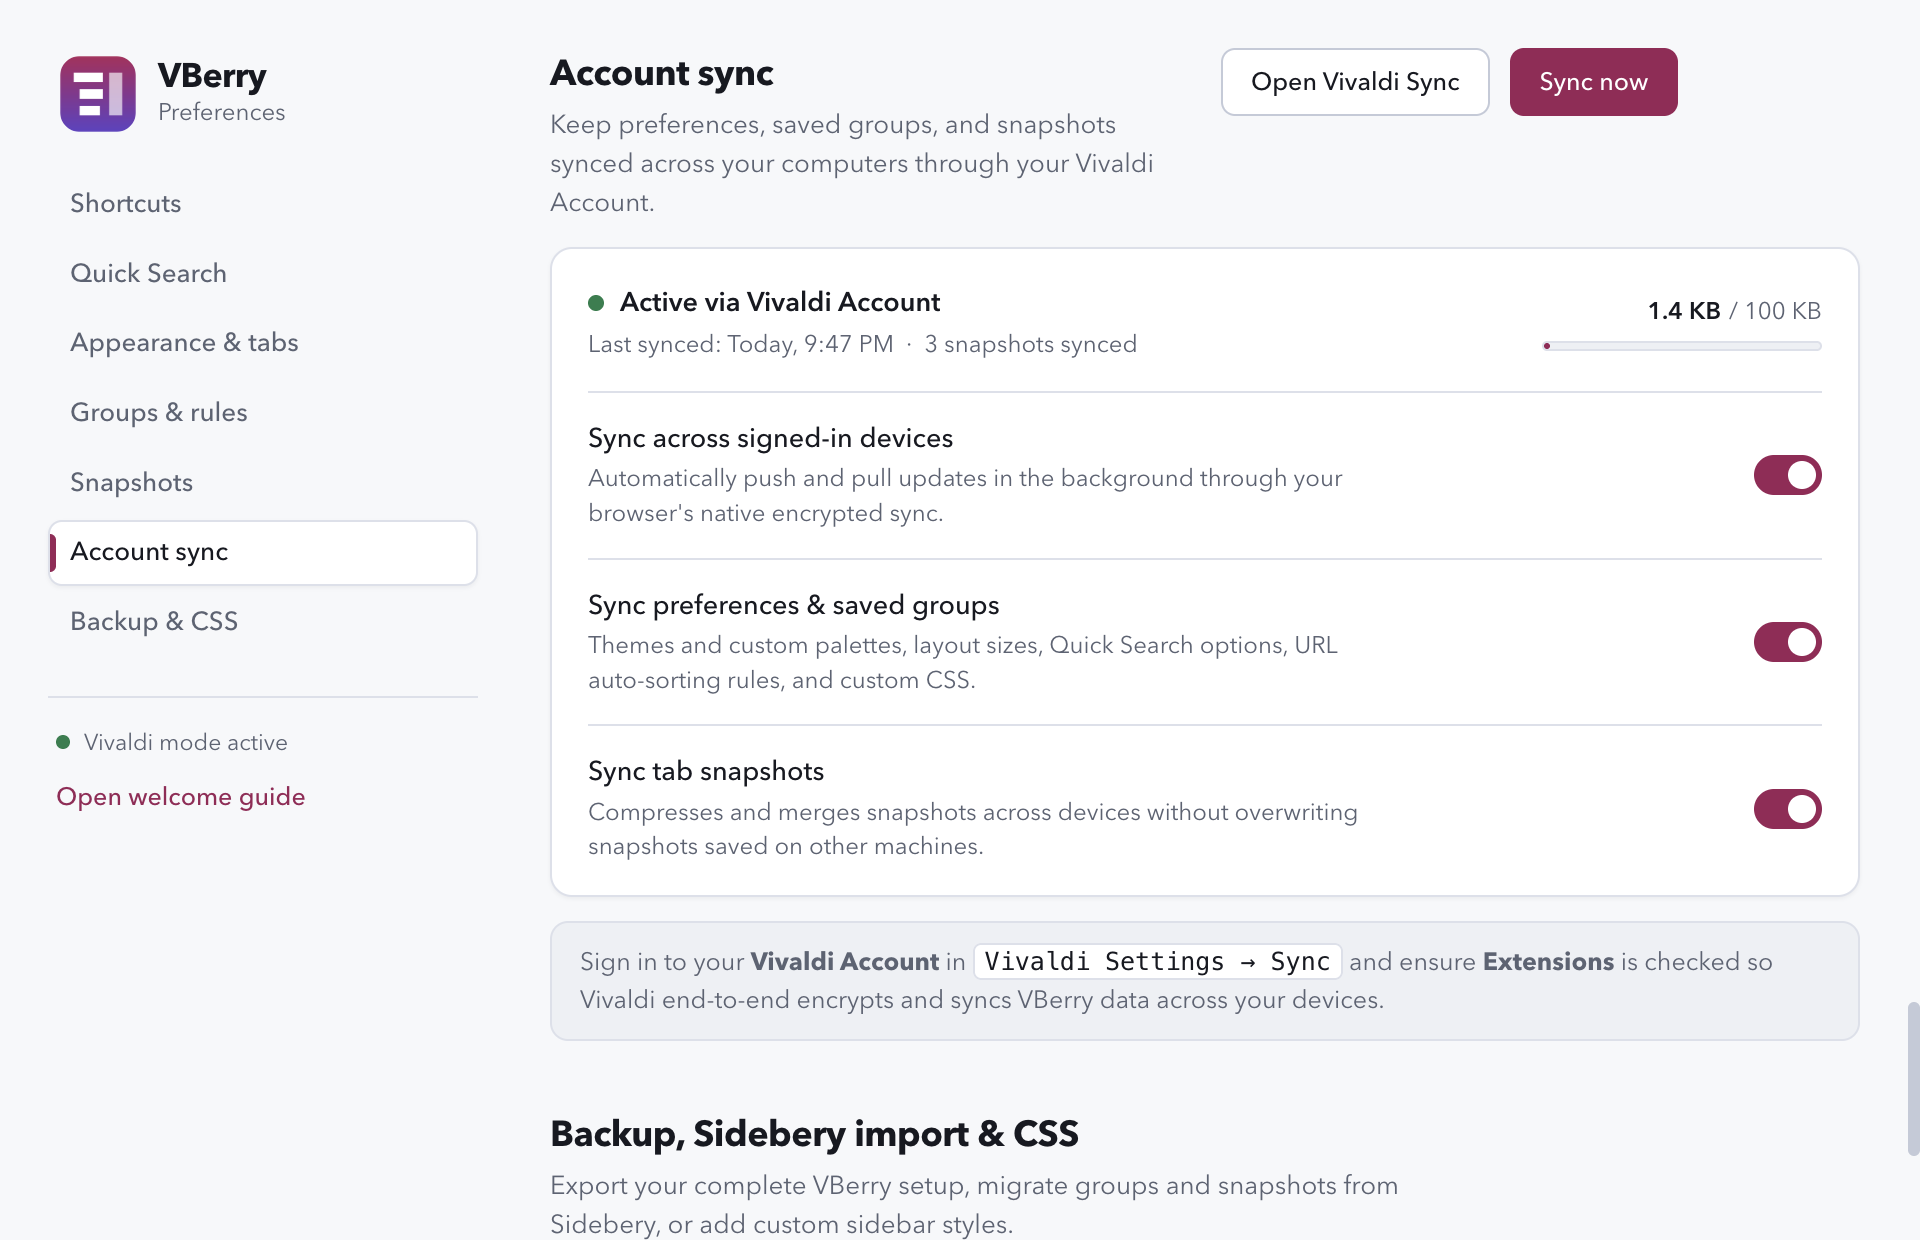 VBerry
Preferences
Shortcuts
Quick Search
Appearance & tabs
Groups & rules
Snapshots
Account sync
Backup & CSS
Vivaldi mode active
Open welcome guide
Account sync
Keep preferences, saved groups, and snapshots
synced across your computers through your Vivaldi
Account.
Open Vivaldi Sync
Sync now
Active via Vivaldi Account
Last synced: Today, 9:47 PM · 3 snapshots synced
1.4 KB / 100 KB
Sync across signed-in devices
Automatically push and pull updates in the background through your
browser's native encrypted sync.
Sync preferences & saved groups
Themes and custom palettes, layout sizes, Quick Search options, URL
auto-sorting rules, and custom CSS.
Sync tab snapshots
Compresses and merges snapshots across devices without overwriting
snapshots saved on other machines.
Sign in to your Vivaldi Account in Vivaldi Settings → Sync and ensure Extensions is checked so
Vivaldi end-to-end encrypts and syncs VBerry data across your devices.
Backup, Sidebery import & CSS
Export your complete VBerry setup, migrate groups and snapshots from
Sidebery, or add custom sidebar styles.